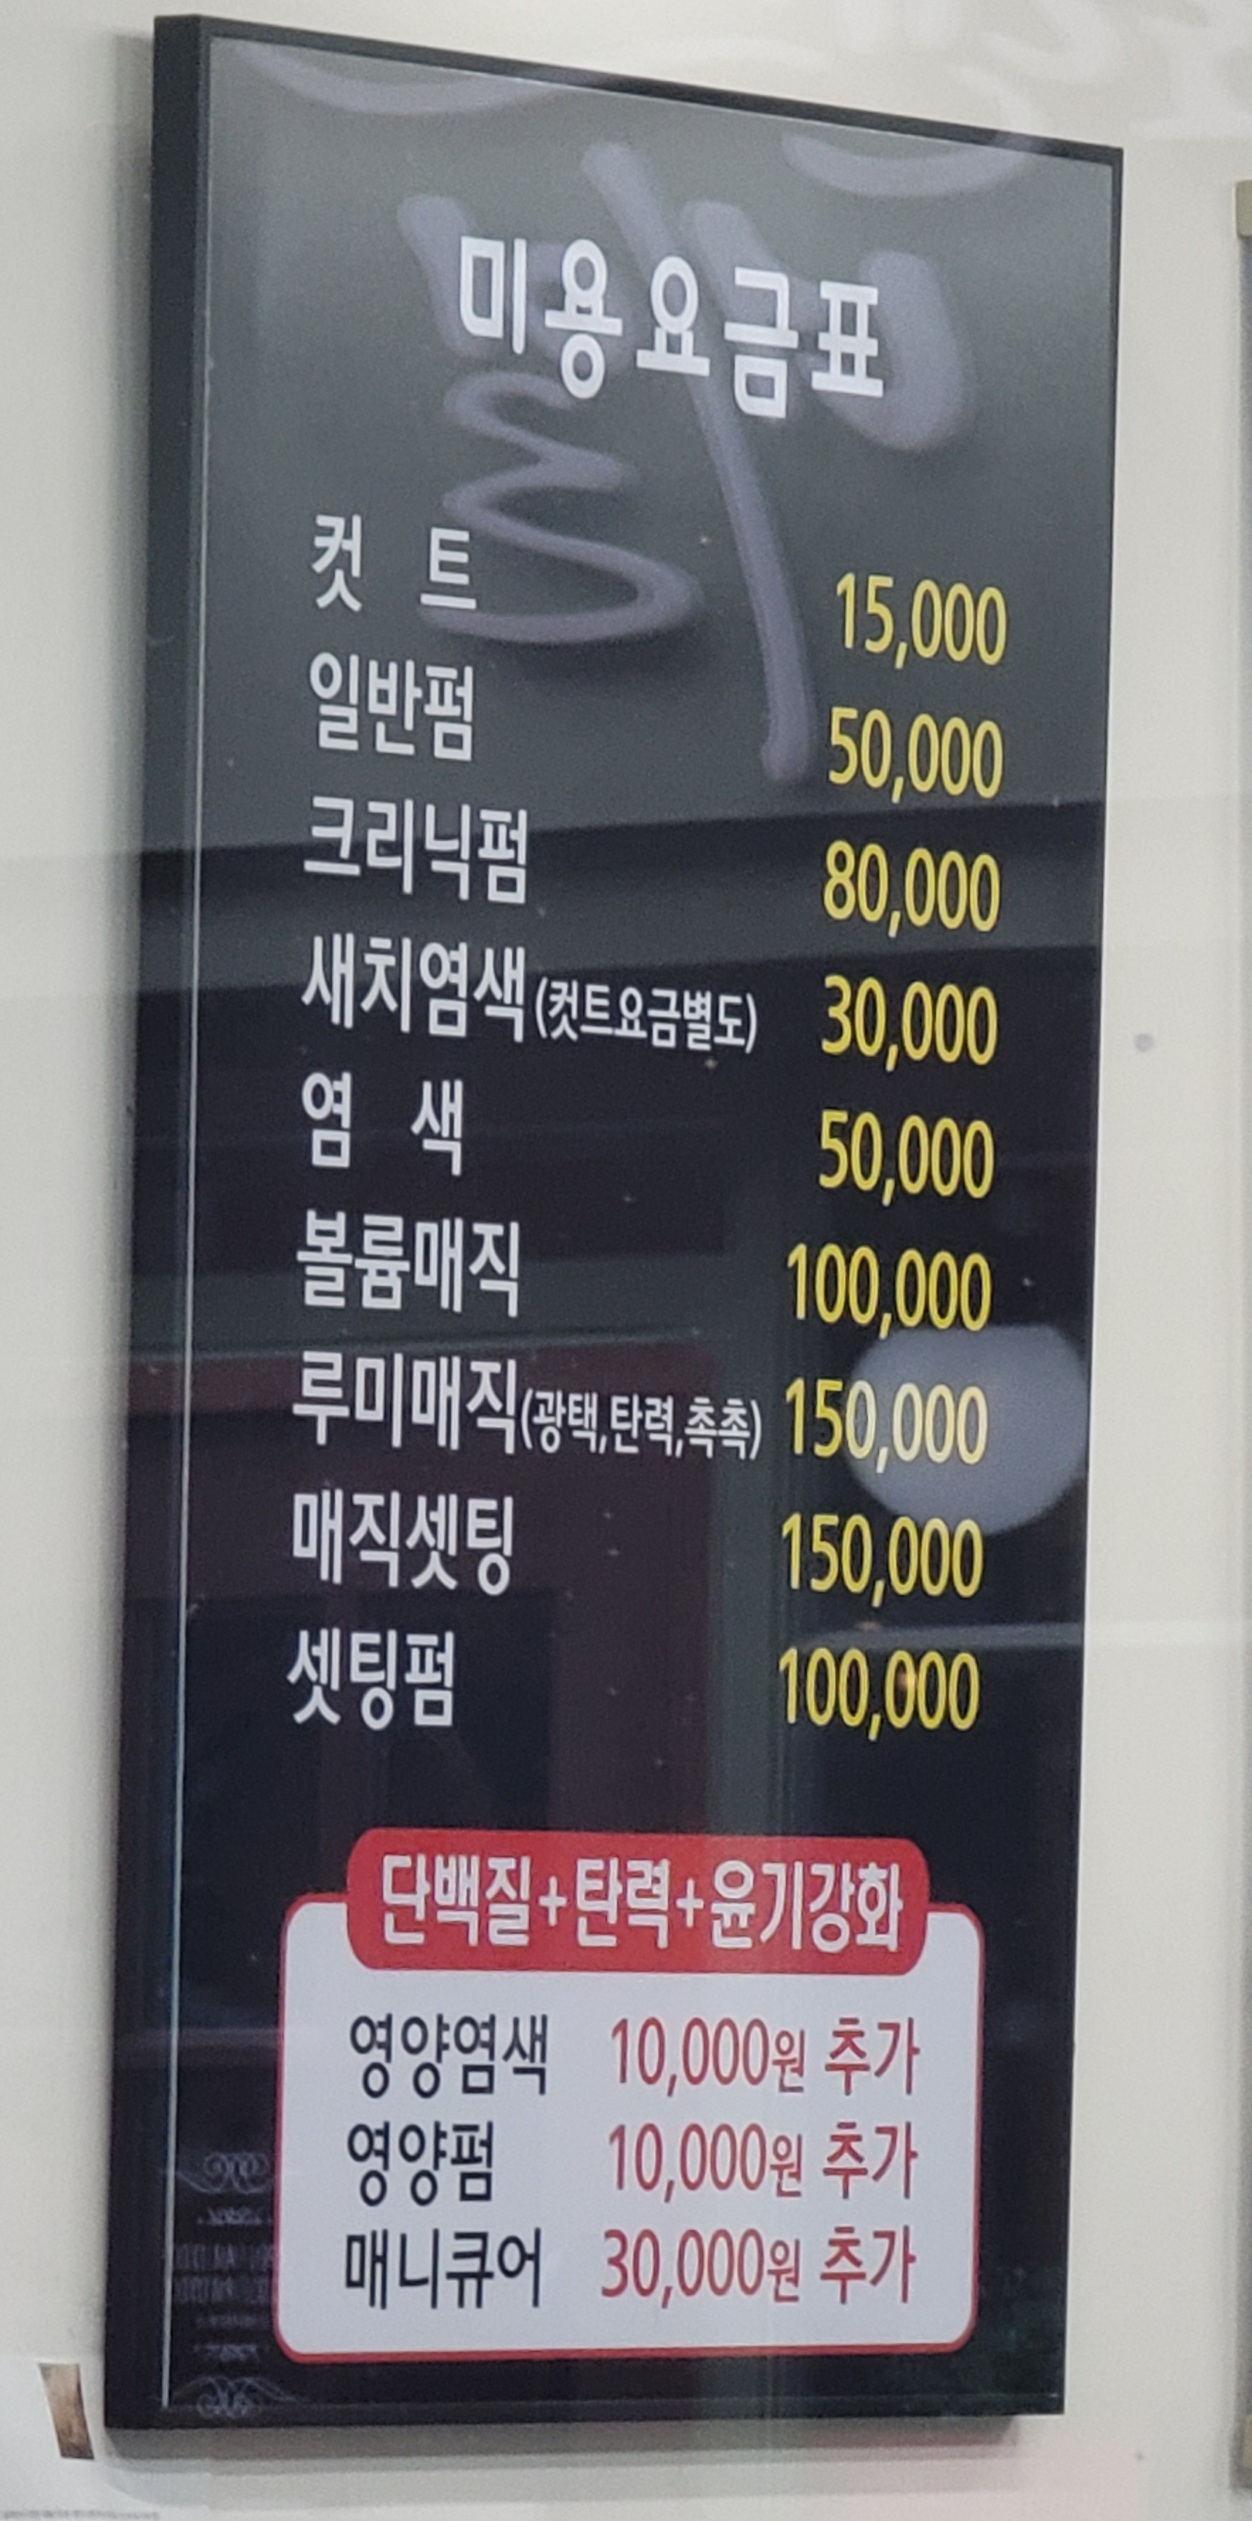 미용요금표
컷 트 15,000
일반펌 50,000
크리닉펌 80,000
새치염색(컷트요금별도) 30,000
염 색 50,000
볼륨매직 100,000
루미매직(광택,탄력,촉촉) 150,000
매직셋팅 150,000
셋팅펌 100,000
단백질+탄력+윤기강화
영양염색 10,000원 추가
영양펌 10,000원 추가
매니큐어 30,000원 추가